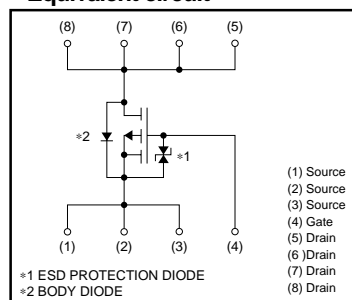 Equivalent circuit
(8) (7) (6) (5)
∗2
∗1
(1) (2) (3) (4)
∗1 ESD PROTECTION DIODE
∗2 BODY DIODE
(1) Source
(2) Source
(3) Source
(4) Gate
(5) Drain
(6 )Drain
(7) Drain
(8) Drain